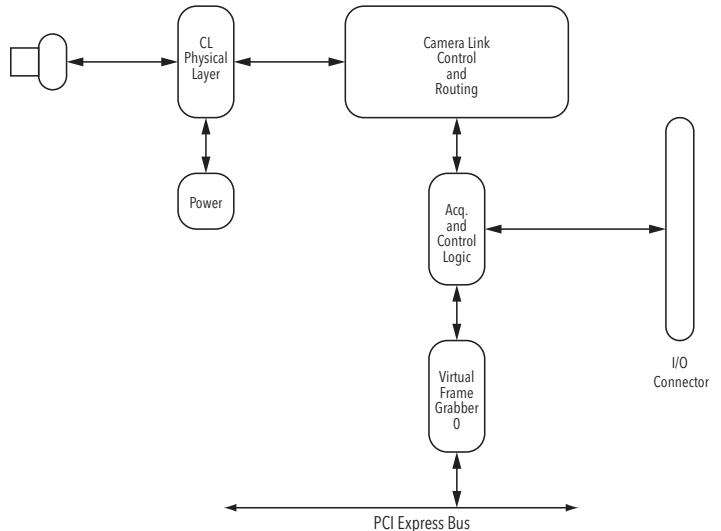 CL
Physical
Layer
Camera Link
Control
and
Routing
Power
Acq.
and
Control
Logic
I/O
Connector
Virtual
Frame
Grabber
0
PCI Express Bus